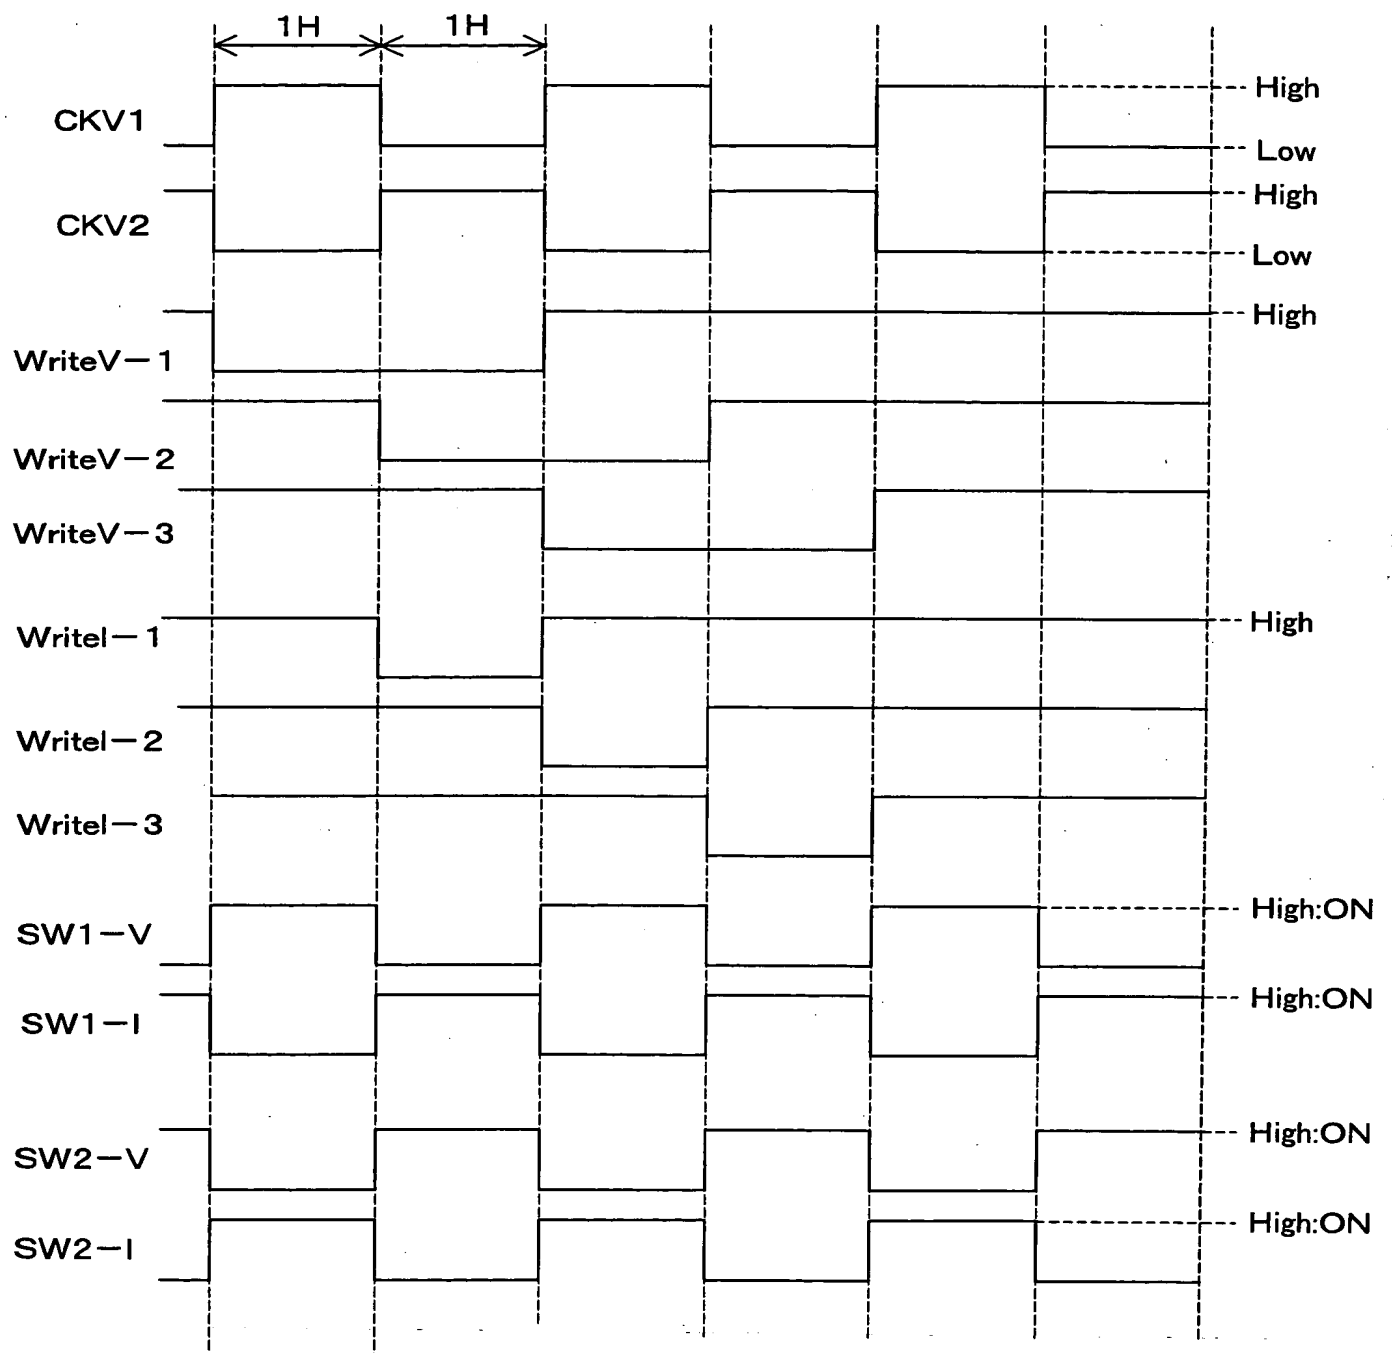 1H 1H
High
CKV1
Low
High
CKV2
Low
High
WriteV-1
WriteV-2
WriteV-3
WriteI-1 High
WriteI-2
WriteI-3
High:ON
SW1-V
High:ON
SW1-I
High:ON
SW2-V
High:ON
SW2-I